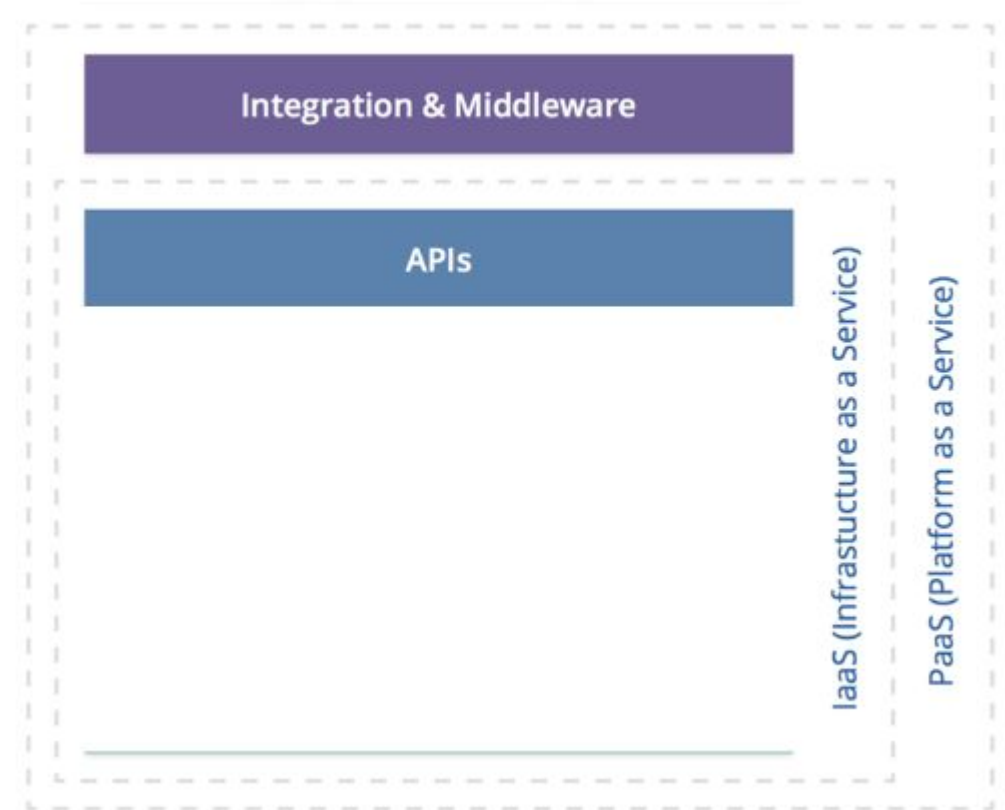 Integration & Middleware
APIs
IaaS (Infrastucture as a Service)
PaaS (Platform as a Service)